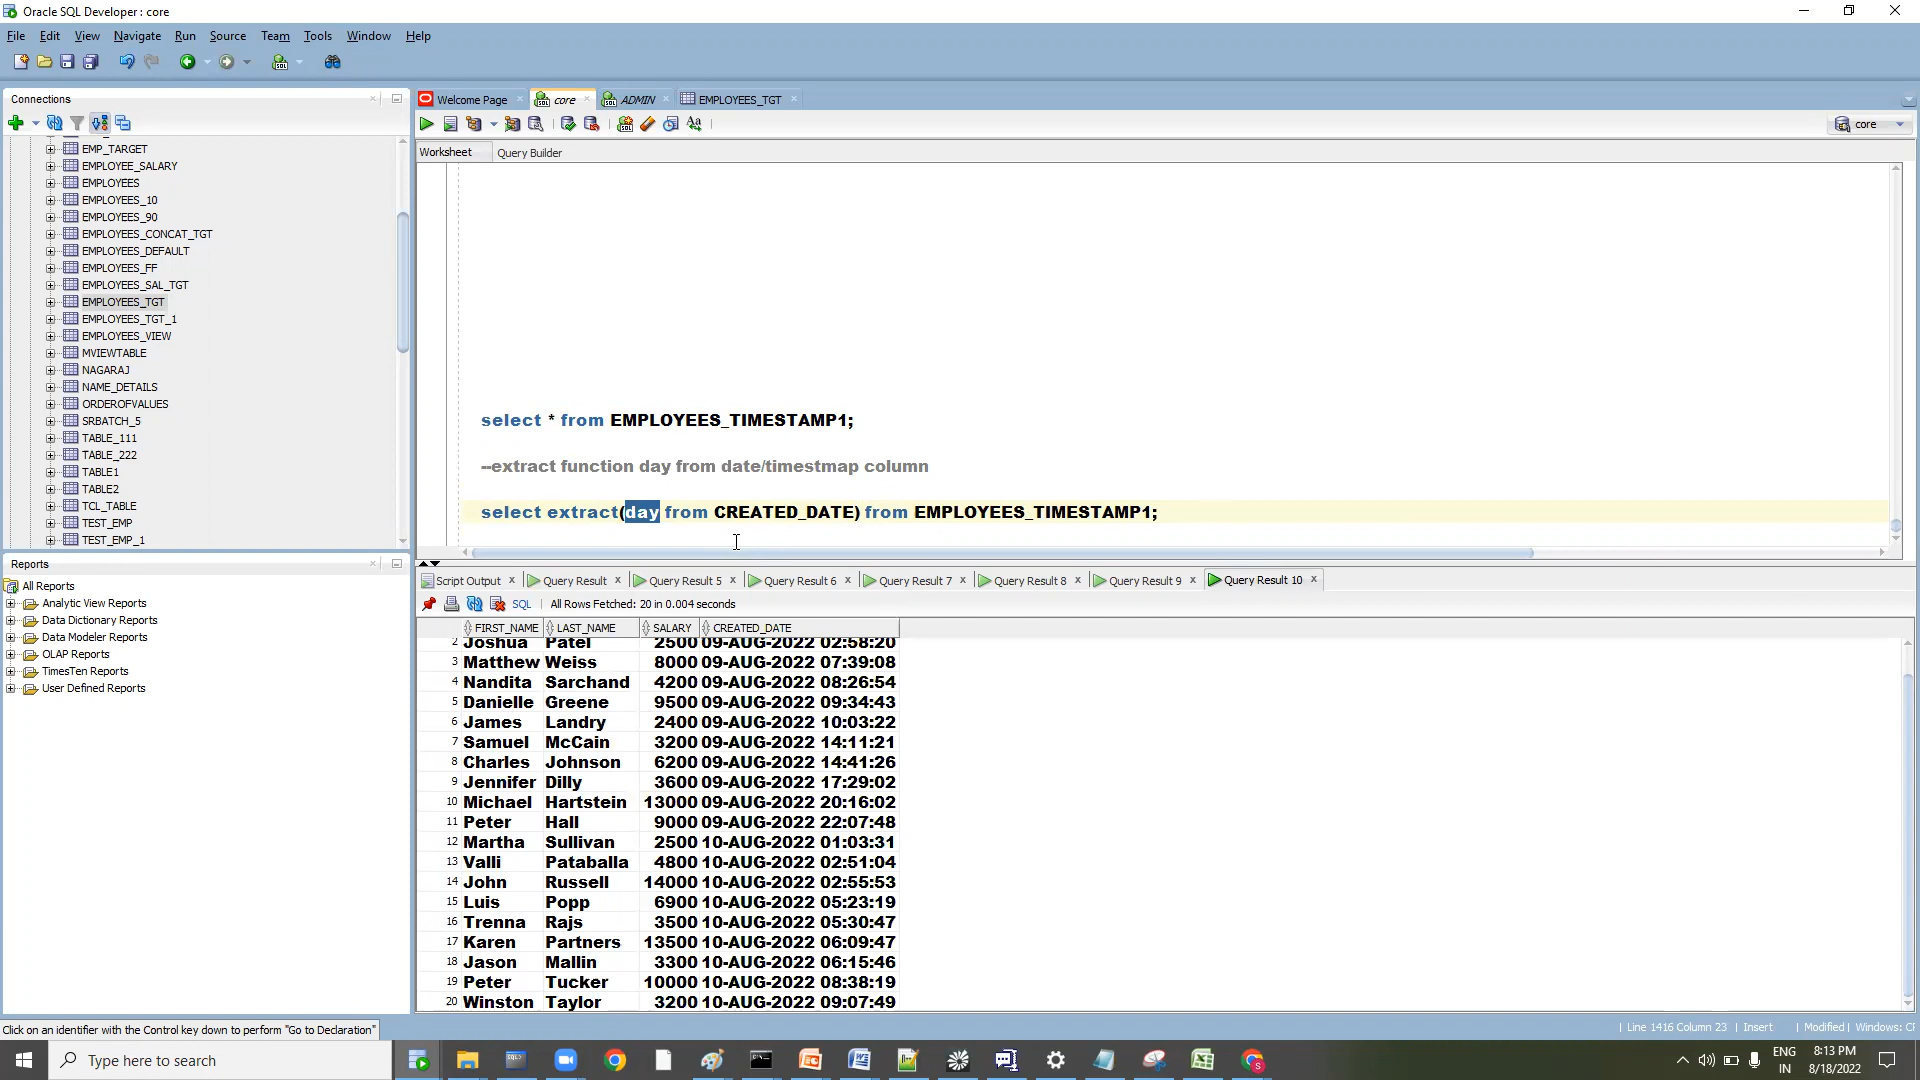 Oracle SQL Developer : core
File Edit View Navigate Run Source Team Tools Window Help
Connections
EMP_TARGET
EMPLOYEE_SALARY
EMPLOYEES
EMPLOYEES_10
EMPLOYEES_90
EMPLOYEES_CONCAT_TGT
EMPLOYEES_DEFAULT
EMPLOYEES_FF
EMPLOYEES_SAL_TGT
EMPLOYEES_TGT
EMPLOYEES_TGT_1
EMPLOYEES_VIEW
MVIEWTABLE
NAGARAJ
NAME_DETAILS
ORDEROFVALUES
SRBATCH_5
TABLE_111
TABLE_222
TABLE1
TABLE2
TCL_TABLE
TEST_EMP
TEST_EMP_1
Reports
All Reports
Analytic View Reports
Data Dictionary Reports
Data Modeler Reports
OLAP Reports
TimesTen Reports
User Defined Reports
Welcome Page core ADMIN EMPLOYEES_TGT
core
Worksheet Query Builder
select * from EMPLOYEES_TIMESTAMP1;
--extract function day from date/timestmap column
select extract(day from CREATED_DATE) from EMPLOYEES_TIMESTAMP1;
Script Output Query Result Query Result 5 Query Result 6 Query Result 7 Query Result 8 Query Result 9 Query Result 10
SQL All Rows Fetched: 20 in 0.004 seconds
FIRST_NAME LAST_NAME SALARY CREATED_DATE
2 Joshua Patel 2500 09-AUG-2022 02:58:20
3 Matthew Weiss 8000 09-AUG-2022 07:39:08
4 Nandita Sarchand 4200 09-AUG-2022 08:26:54
5 Danielle Greene 9500 09-AUG-2022 09:34:43
6 James Landry 2400 09-AUG-2022 10:03:22
7 Samuel McCain 3200 09-AUG-2022 14:11:21
8 Charles Johnson 6200 09-AUG-2022 14:41:26
9 Jennifer Dilly 3600 09-AUG-2022 17:29:02
10 Michael Hartstein 13000 09-AUG-2022 20:16:02
11 Peter Hall 9000 09-AUG-2022 22:07:48
12 Martha Sullivan 2500 10-AUG-2022 01:03:31
13 Valli Pataballa 4800 10-AUG-2022 02:51:04
14 John Russell 14000 10-AUG-2022 02:55:53
15 Luis Popp 6900 10-AUG-2022 05:23:19
16 Trenna Rajs 3500 10-AUG-2022 05:30:47
17 Karen Partners 13500 10-AUG-2022 06:09:47
18 Jason Mallin 3300 10-AUG-2022 06:15:46
19 Peter Tucker 10000 10-AUG-2022 08:38:19
20 Winston Taylor 3200 10-AUG-2022 09:07:49
Click on an identifier with the Control key down to perform "Go to Declaration"
Line 1416 Column 23 Insert Modified Windows: CF
Type here to search
ENG
IN
8:13 PM
8/18/2022